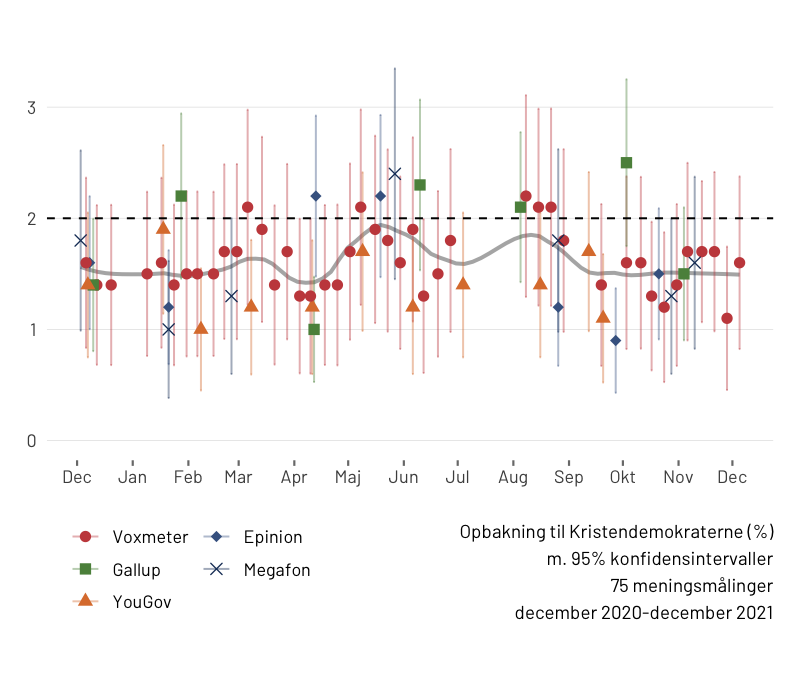 3
2
1
0
Dec Jan Feb Mar Apr Maj Jun Jul Aug Sep Okt Nov Dec
Voxmeter Epinion
Gallup Megafon
YouGov
Opbakning til Kristendemokraterne (%)
m. 95% konfidensintervaller
75 meningsmålinger
december 2020-december 2021